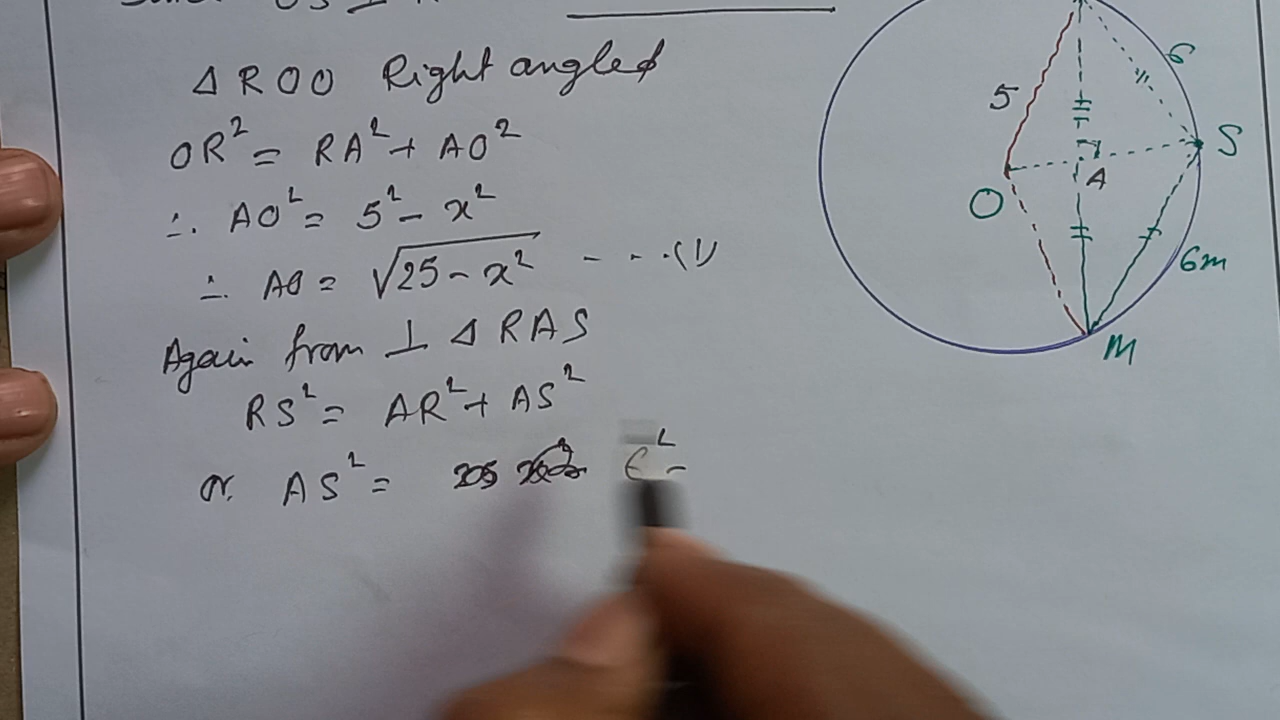 △ R O O Right angled
OR² = RA² + AO²
∴ AO² = 5² - x²
∴ AO = √25 - x² - - - -(1)
Again from ⊥ △ RAS
RS² = AR² + AS²
or. AS² = 6² -
5
6
S
A
O
6m
M